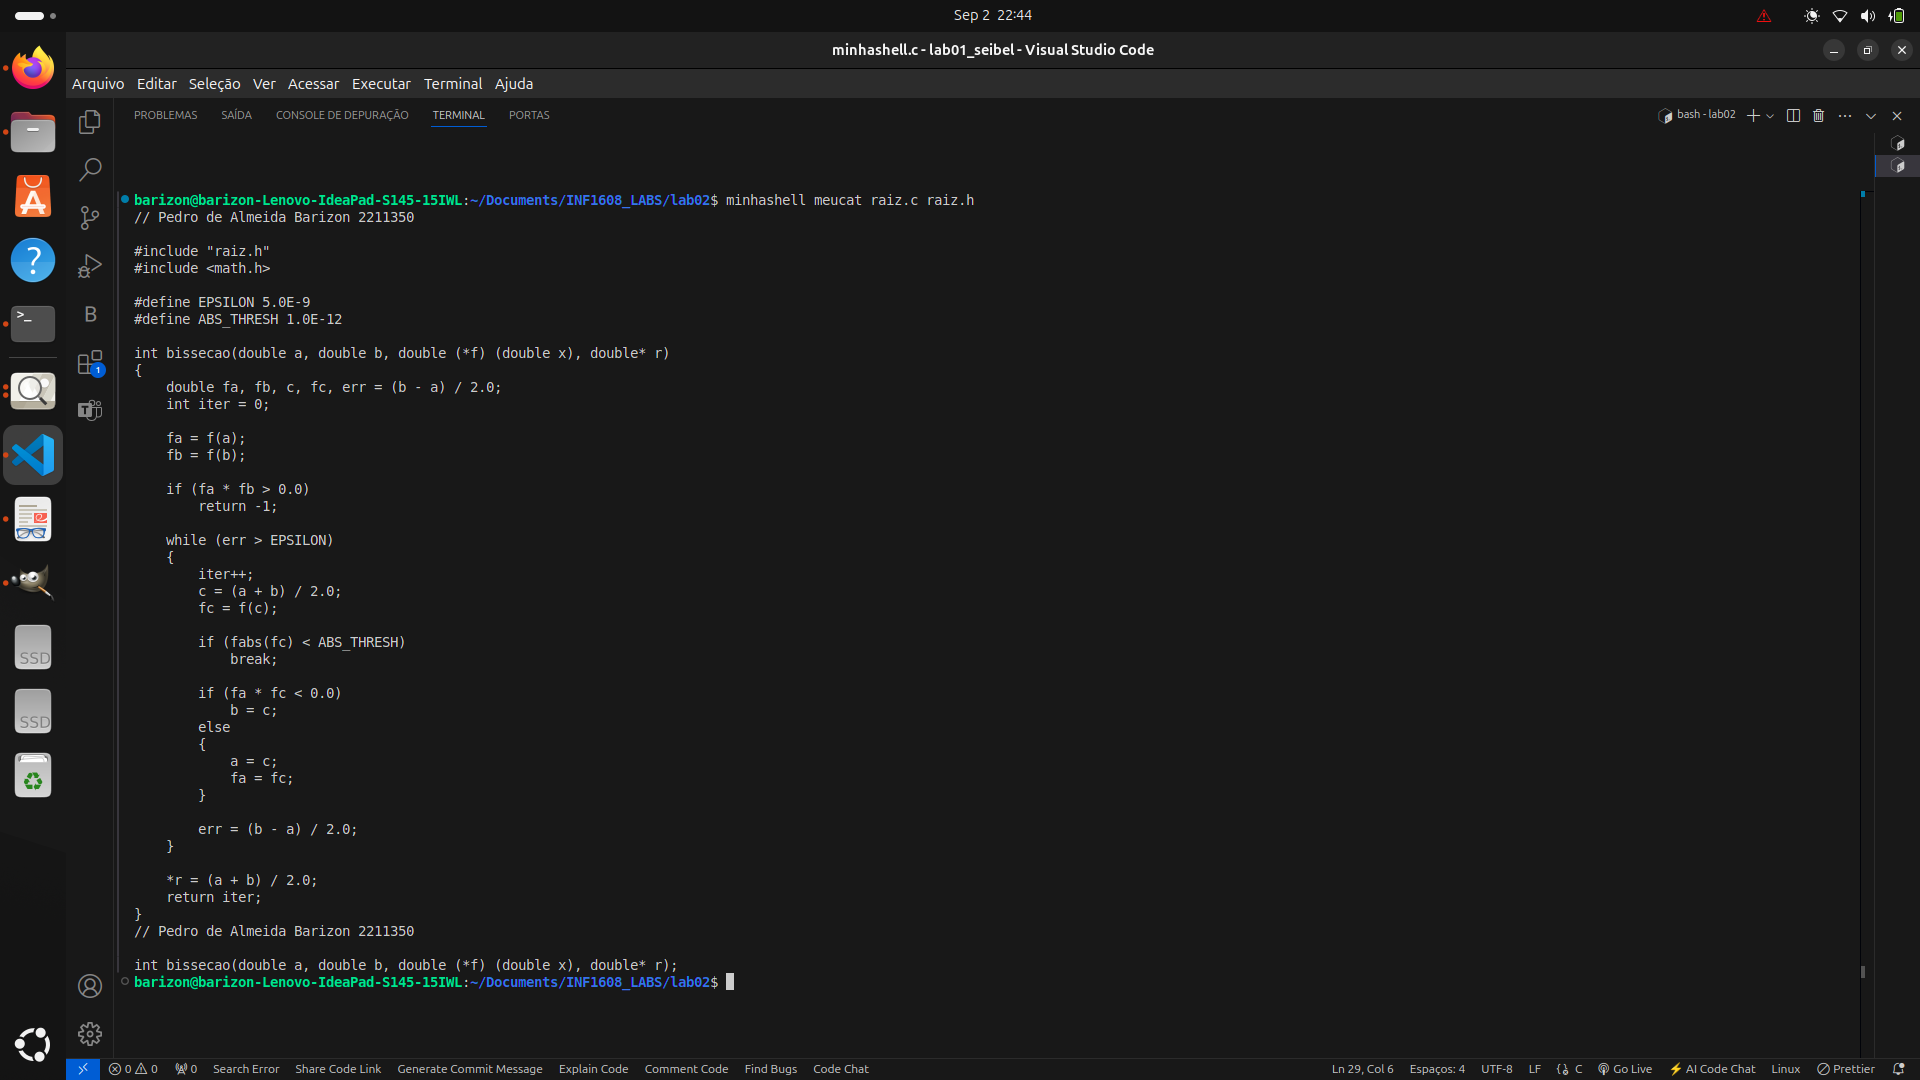 Sep 2 22:44
minhashell.c - lab01_seibel - Visual Studio Code
Arquivo Editar Seleção Ver Acessar Executar Terminal Ajuda
PROBLEMAS SAÍDA CONSOLE DE DEPURAÇÃO TERMINAL PORTAS
bash - lab02
barizon@barizon-Lenovo-IdeaPad-S145-15IWL:~/Documents/INF1608_LABS/lab02$ minhashell meucat raiz.c raiz.h
// Pedro de Almeida Barizon 2211350
#include "raiz.h"
#include <math.h>
#define EPSILON 5.0E-9
#define ABS_THRESH 1.0E-12
int bissecao(double a, double b, double (*f) (double x), double* r)
{
    double fa, fb, c, fc, err = (b - a) / 2.0;
    int iter = 0;
    fa = f(a);
    fb = f(b);
    if (fa * fb > 0.0)
        return -1;
    while (err > EPSILON)
    {
        iter++;
        c = (a + b) / 2.0;
        fc = f(c);
        if (fabs(fc) < ABS_THRESH)
            break;
        if (fa * fc < 0.0)
            b = c;
        else
        {
            a = c;
            fa = fc;
        }
        err = (b - a) / 2.0;
    }
    *r = (a + b) / 2.0;
    return iter;
}
// Pedro de Almeida Barizon 2211350
int bissecao(double a, double b, double (*f) (double x), double* r);
barizon@barizon-Lenovo-IdeaPad-S145-15IWL:~/Documents/INF1608_LABS/lab02$
B
1
SSD
SSD
0 0 0 Search Error Share Code Link Generate Commit Message Explain Code Comment Code Find Bugs Code Chat Ln 29, Col 6 Espaços: 4 UTF-8 LF C Go Live AI Code Chat Linux Prettier